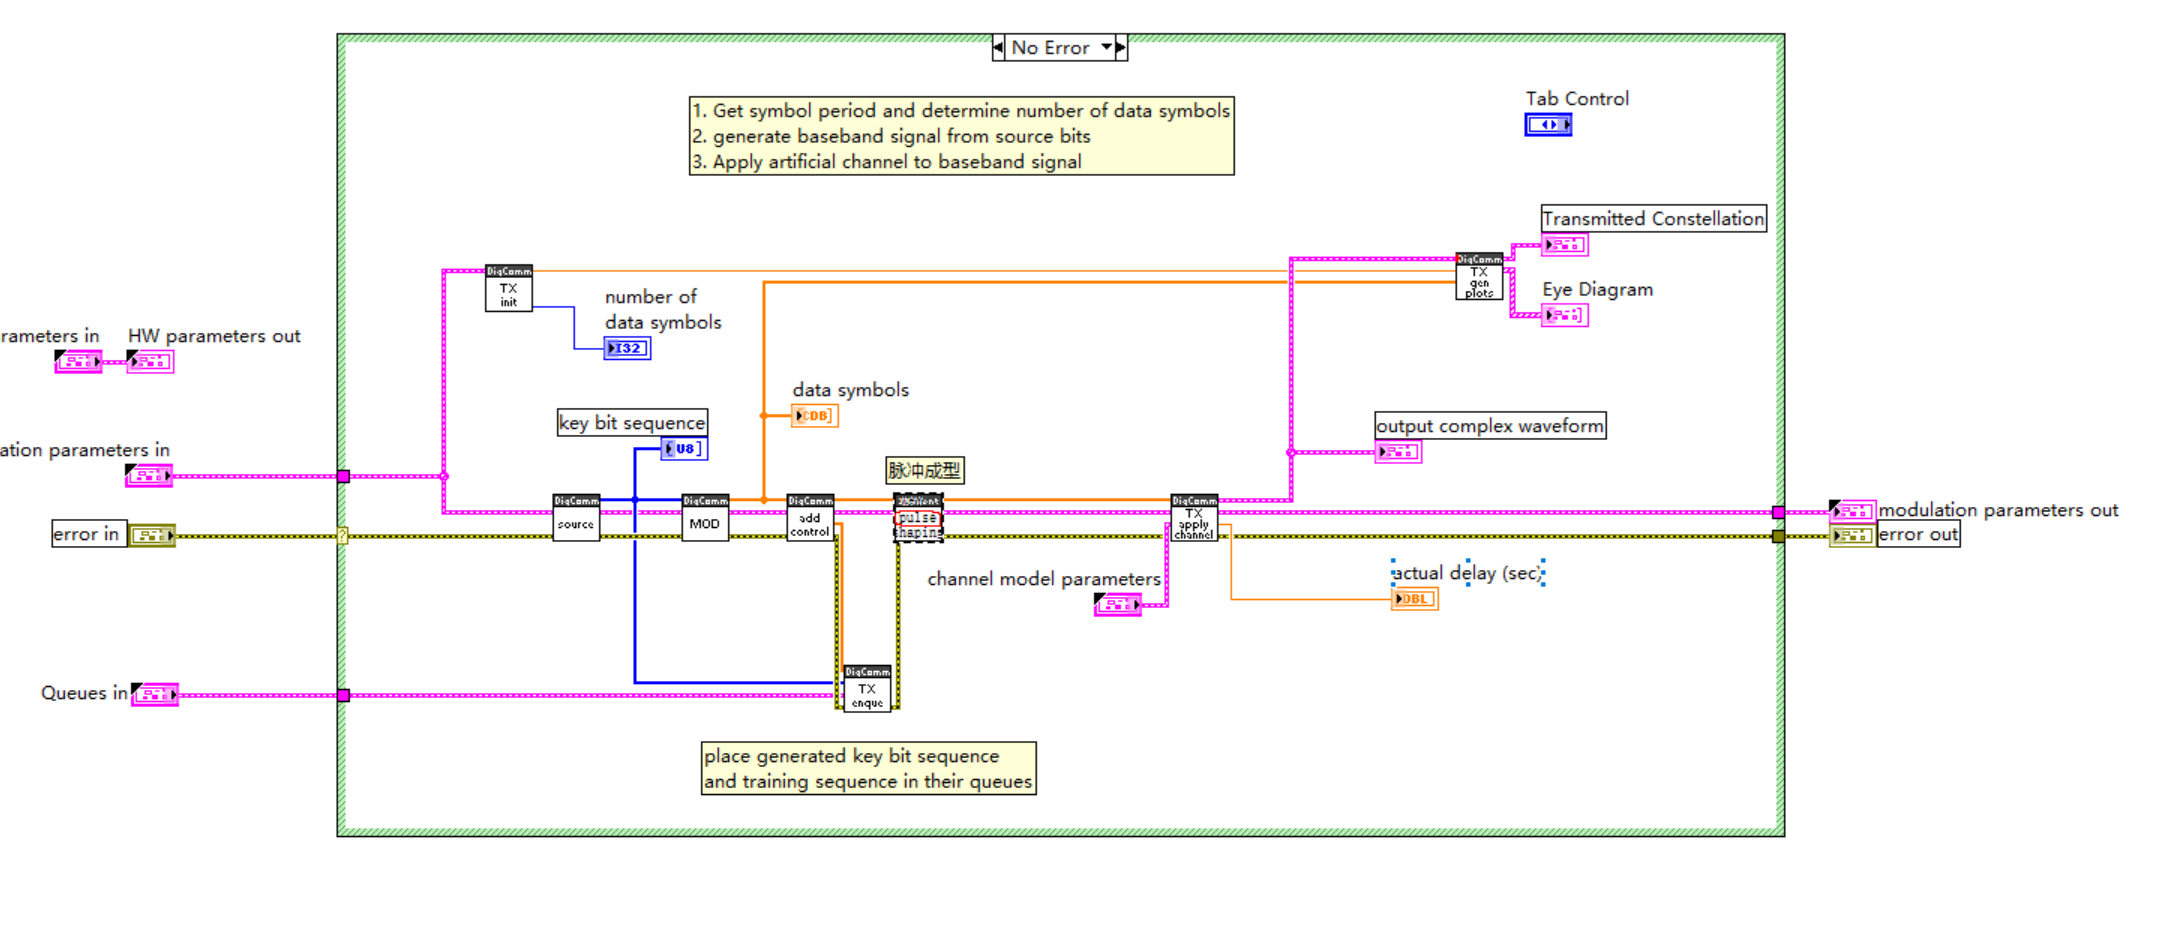 No Error
Tab Control
1. Get symbol period and determine number of data symbols
2. generate baseband signal from source bits
3. Apply artificial channel to baseband signal
Transmitted Constellation
DigComm
TX
gen
plots
DigComm
TX
init
number of
data symbols
I32
Eye Diagram
rameters in
HW parameters out
data symbols
CDB]
key bit sequence
U8]
output complex waveform
ation parameters in
脉冲成型
DigComm
source
DigComm
MOD
DigComm
add
control
pulse
haping
DigComm
TX
apply
channel
modulation parameters out
error in
?
error out
channel model parameters
actual delay (sec)
DBL
Queues in
DigComm
TX
enque
place generated key bit sequence
and training sequence in their queues